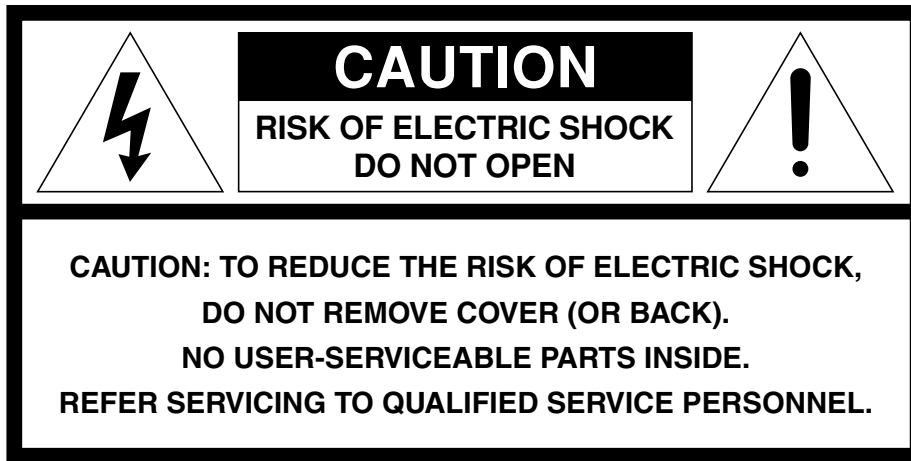 CAUTION
RISK OF ELECTRIC SHOCK
DO NOT OPEN
CAUTION: TO REDUCE THE RISK OF ELECTRIC SHOCK,
DO NOT REMOVE COVER (OR BACK).
NO USER-SERVICEABLE PARTS INSIDE.
REFER SERVICING TO QUALIFIED SERVICE PERSONNEL.